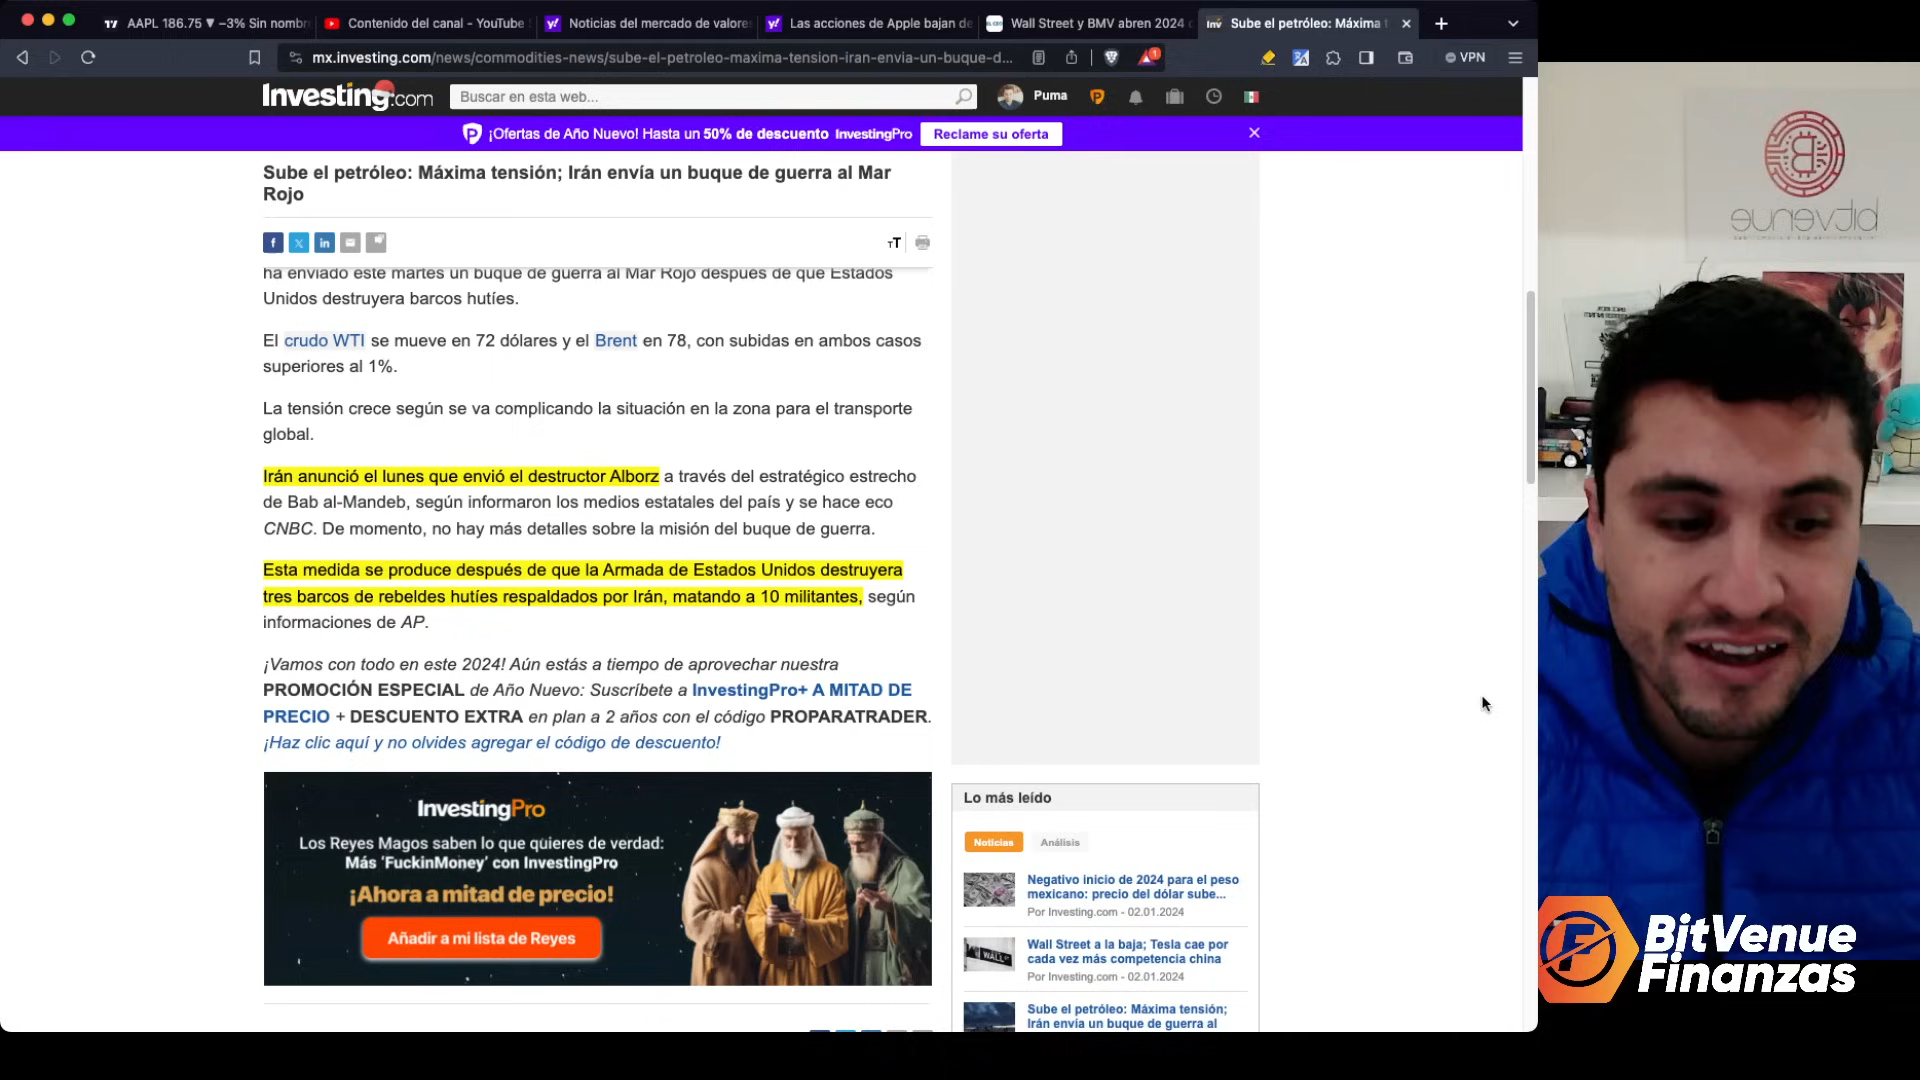 AAPL 186.75 ▼ −3% Sin nombr
Contenido del canal - YouTube
Noticias del mercado de valore
Las acciones de Apple bajan de
Wall Street y BMV abren 2024
Sube el petróleo: Máxima t
mx.investing.com/news/commodities-news/sube-el-petroleo-maxima-tension-iran-envia-un-buque-d...
VPN
Investing.com
Buscar en esta web...
Puma
¡Ofertas de Año Nuevo! Hasta un 50% de descuento InvestingPro
Reclame su oferta
Sube el petróleo: Máxima tensión; Irán envía un buque de guerra al Mar
Rojo
ha enviado este martes un buque de guerra al Mar Rojo después de que Estados
Unidos destruyera barcos hutíes.
El crudo WTI se mueve en 72 dólares y el Brent en 78, con subidas en ambos casos
superiores al 1%.
La tensión crece según se va complicando la situación en la zona para el transporte
global.
Irán anunció el lunes que envió el destructor Alborz a través del estratégico estrecho
de Bab al-Mandeb, según informaron los medios estatales del país y se hace eco
CNBC. De momento, no hay más detalles sobre la misión del buque de guerra.
Esta medida se produce después de que la Armada de Estados Unidos destruyera
tres barcos de rebeldes hutíes respaldados por Irán, matando a 10 militantes, según
informaciones de AP.
¡Vamos con todo en este 2024! Aún estás a tiempo de aprovechar nuestra
PROMOCIÓN ESPECIAL de Año Nuevo: Suscríbete a InvestingPro+ A MITAD DE
PRECIO + DESCUENTO EXTRA en plan a 2 años con el código PROPARATRADER.
¡Haz clic aquí y no olvides agregar el código de descuento!
InvestingPro
Los Reyes Magos saben lo que quieres de verdad:
Más ‘FuckinMoney’ con InvestingPro
¡Ahora a mitad de precio!
Añadir a mi lista de Reyes
Lo más leído
Noticias
Análisis
Negativo inicio de 2024 para el peso
mexicano: precio del dólar sube...
Por Investing.com - 02.01.2024
Wall Street a la baja; Tesla cae por
cada vez más competencia china
Por Investing.com - 02.01.2024
Sube el petróleo: Máxima tensión;
Irán envía un buque de guerra al
bitvenue
BitVenue
Finanzas